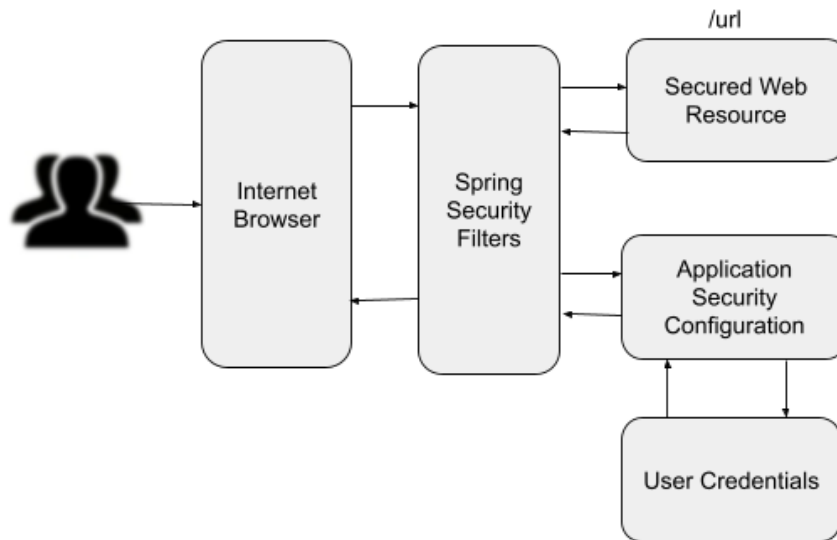 /url
Secured Web
Resource
Internet
Browser
Spring
Security
Filters
Application
Security
Configuration
User Credentials